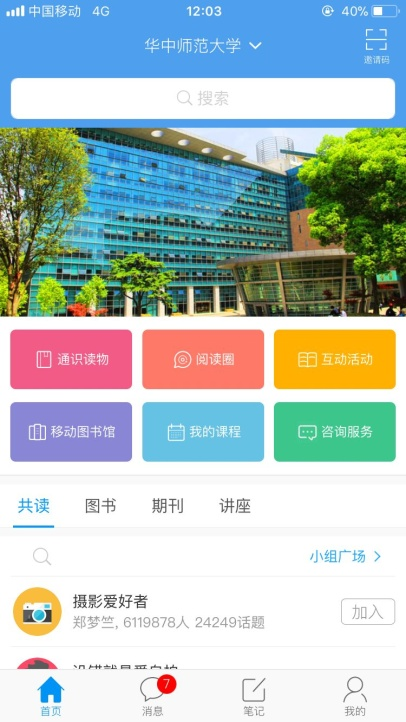 中国移动 4G 12:03 40%
华中师范大学
邀请码
搜索
通识读物 阅读圈 互动活动
移动图书馆 我的课程 咨询服务
共读 图书 期刊 讲座
小组广场
摄影爱好者
郑梦竺, 6119878人 24249话题
加入
7
首页 消息 笔记 我的